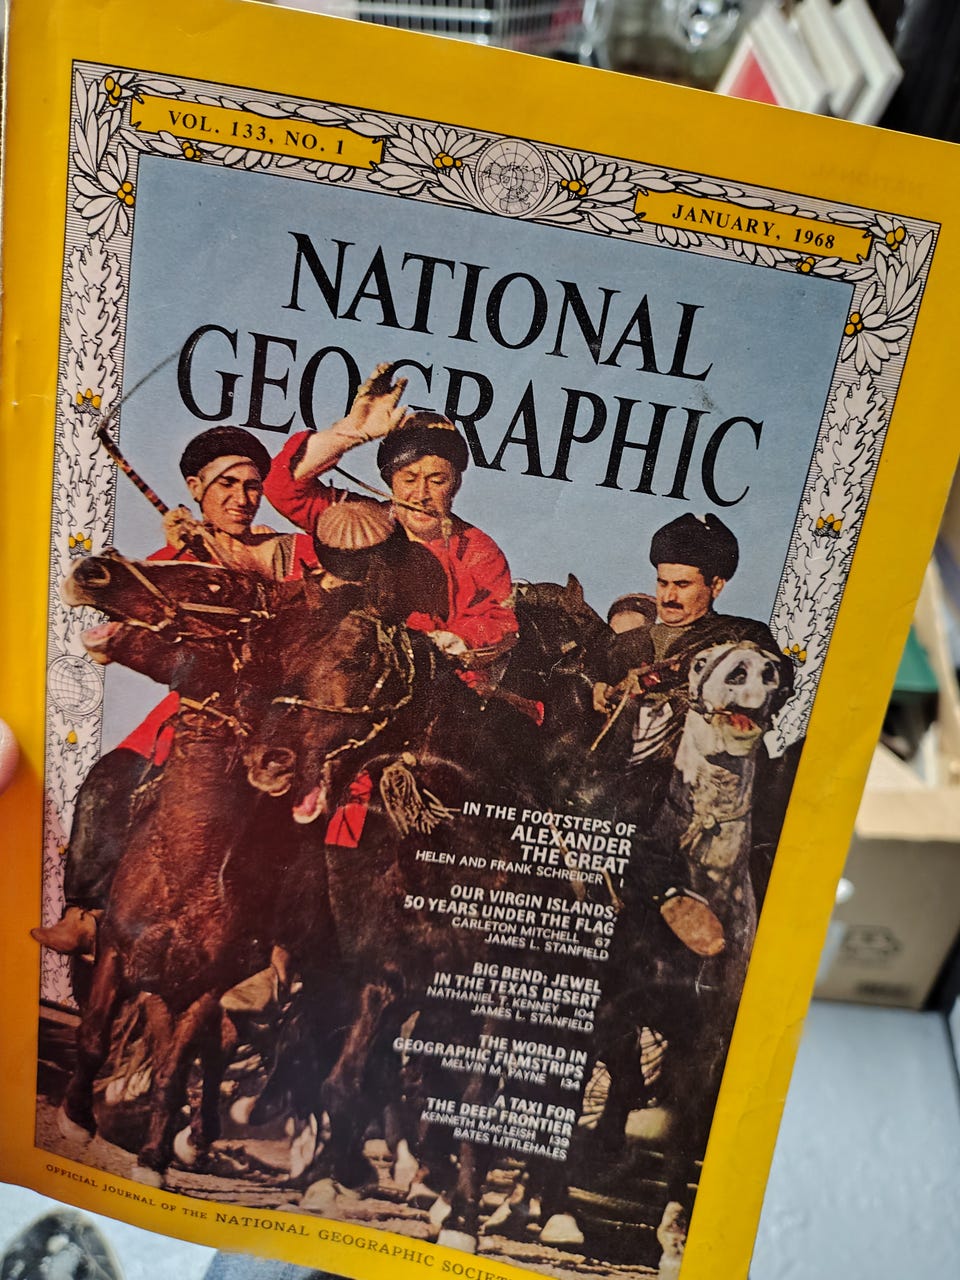 VOL. 133, NO. 1
JANUARY, 1968
NATIONAL
GEOGRAPHIC
IN THE FOOTSTEPS OF
ALEXANDER
THE GREAT
HELEN AND FRANK SCHREIDER 1
OUR VIRGIN ISLANDS,
50 YEARS UNDER THE FLAG
CARLETON MITCHELL 67
JAMES L. STANFIELD
BIG BEND: JEWEL
IN THE TEXAS DESERT
NATHANIEL T. KENNEY 104
JAMES L. STANFIELD
THE WORLD IN
GEOGRAPHIC FILMSTRIPS
MELVIN M. PAYNE 134
A TAXI FOR
THE DEEP FRONTIER
KENNETH MacLEISH 139
BATES LITTLEHALES
OFFICIAL JOURNAL OF THE NATIONAL GEOGRAPHIC SOCIET